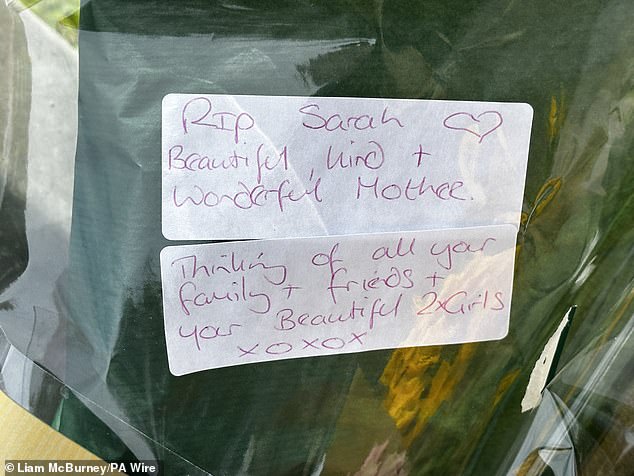 RIP Sarah ♡
Beautiful, kind +
Wonderful Mother.
Thinking of all your
family + friends +
your Beautiful 2xGirls
xoxox
© Liam McBurney/PA Wire